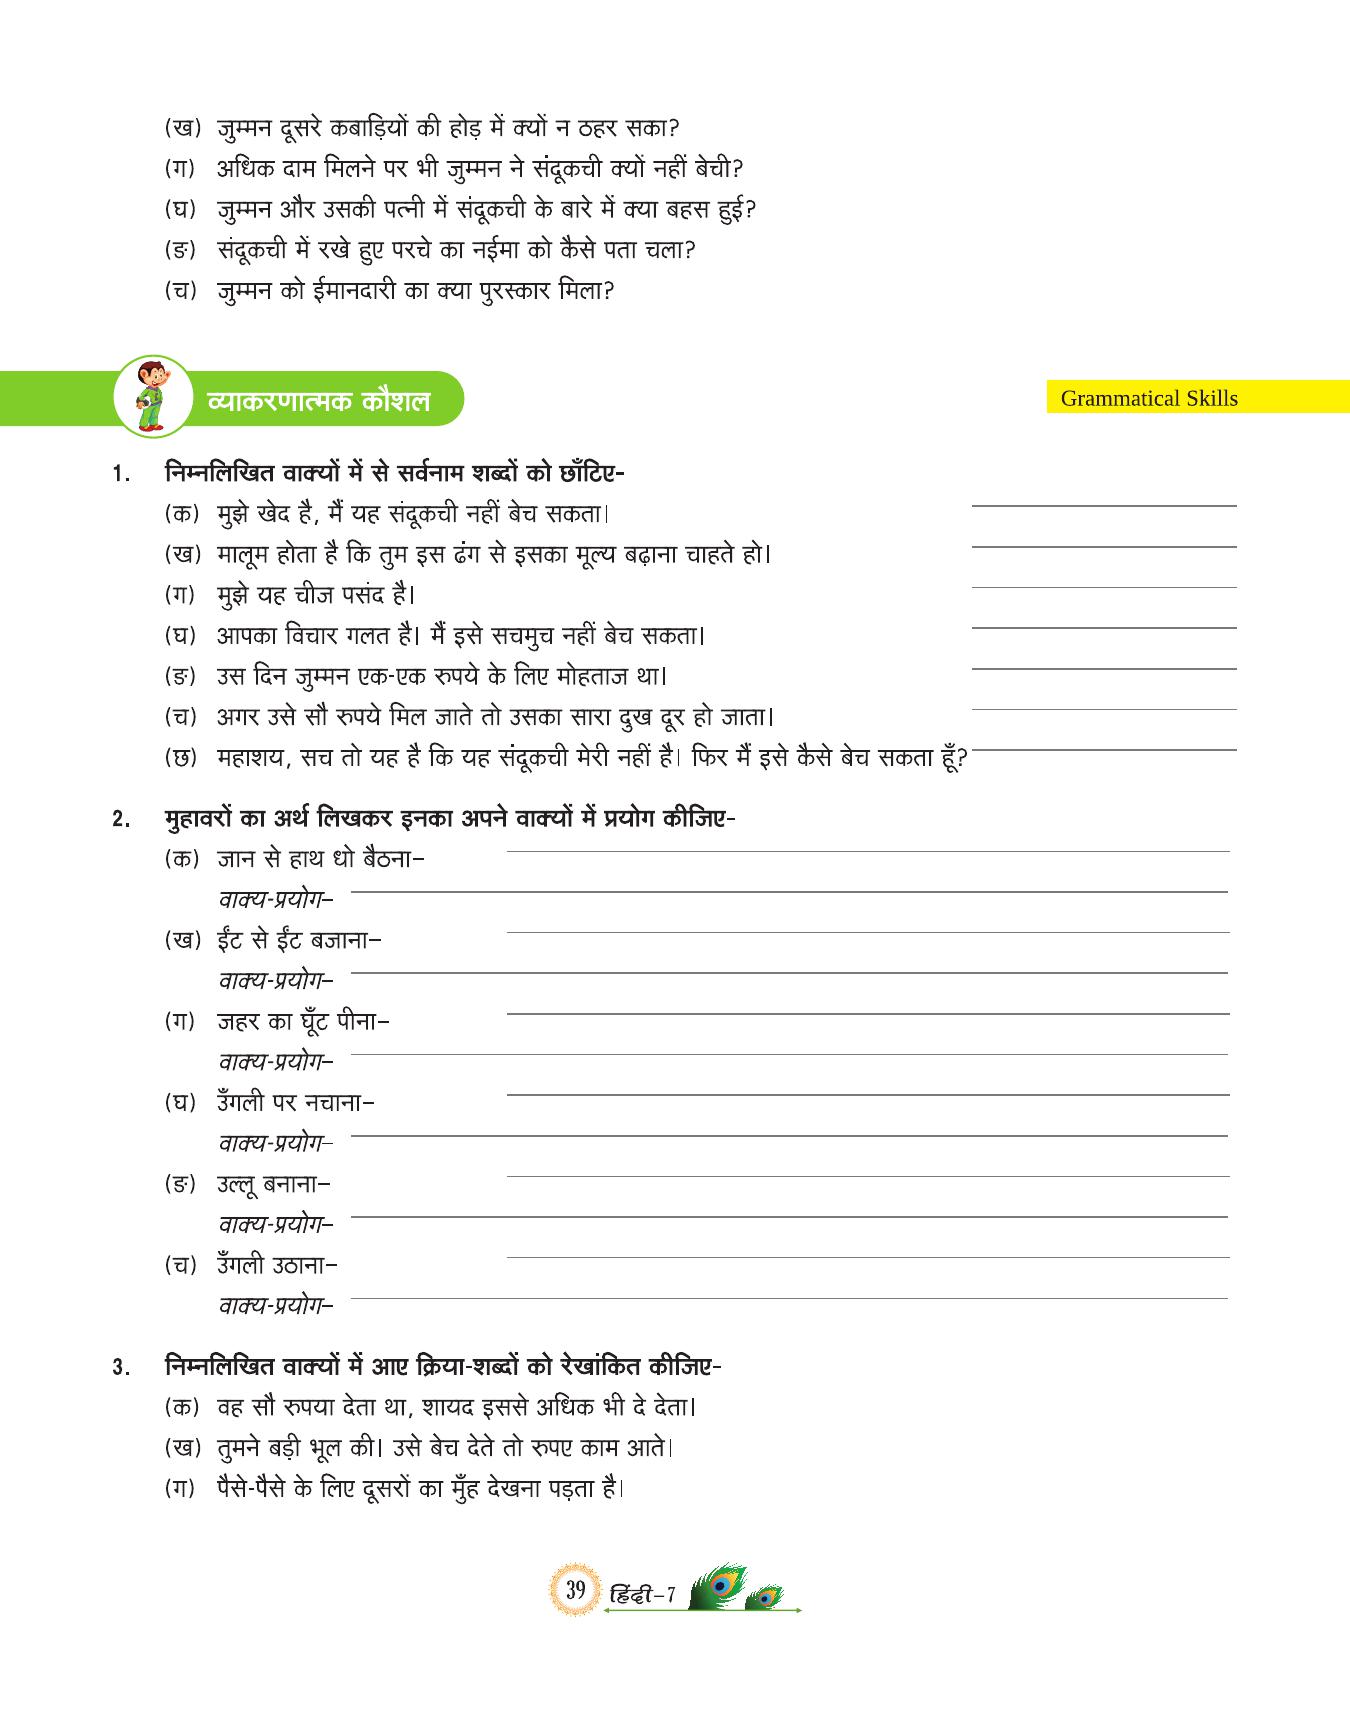 (ख) जुम्मन दूसरे कबाड़ियों की होड़ में क्यों न ठहर सका?
(ग) अधिक दाम मिलने पर भी जुम्मन ने संदूकची क्यों नहीं बेची?
(घ) जुम्मन और उसकी पत्नी में संदूकची के बारे में क्या बहस हुई?
(ङ) संदूकची में रखे हुए परचे का नईमा को कैसे पता चला?
(च) जुम्मन को ईमानदारी का क्या पुरस्कार मिला?
व्याकरणात्मक कौशल
Grammatical Skills
1. निम्नलिखित वाक्यों में से सर्वनाम शब्दों को छाँटिए-
(क) मुझे खेद है, मैं यह संदूकची नहीं बेच सकता।
(ख) मालूम होता है कि तुम इस ढंग से इसका मूल्य बढ़ाना चाहते हो।
(ग) मुझे यह चीज पसंद है।
(घ) आपका विचार गलत है। मैं इसे सचमुच नहीं बेच सकता।
(ङ) उस दिन जुम्मन एक-एक रुपये के लिए मोहताज था।
(च) अगर उसे सौ रुपये मिल जाते तो उसका सारा दुख दूर हो जाता।
(छ) महाशय, सच तो यह है कि यह संदूकची मेरी नहीं है। फिर मैं इसे कैसे बेच सकता हूँ?
2. मुहावरों का अर्थ लिखकर इनका अपने वाक्यों में प्रयोग कीजिए-
(क) जान से हाथ धो बैठना–
वाक्य-प्रयोग–
(ख) ईंट से ईंट बजाना–
वाक्य-प्रयोग–
(ग) जहर का घूँट पीना–
वाक्य-प्रयोग–
(घ) उँगली पर नचाना–
वाक्य-प्रयोग–
(ङ) उल्लू बनाना–
वाक्य-प्रयोग–
(च) उँगली उठाना–
वाक्य-प्रयोग–
3. निम्नलिखित वाक्यों में आए क्रिया-शब्दों को रेखांकित कीजिए-
(क) वह सौ रुपया देता था, शायद इससे अधिक भी दे देता।
(ख) तुमने बड़ी भूल की। उसे बेच देते तो रुपए काम आते।
(ग) पैसे-पैसे के लिए दूसरों का मुँह देखना पड़ता है।
39 हिंदी–7